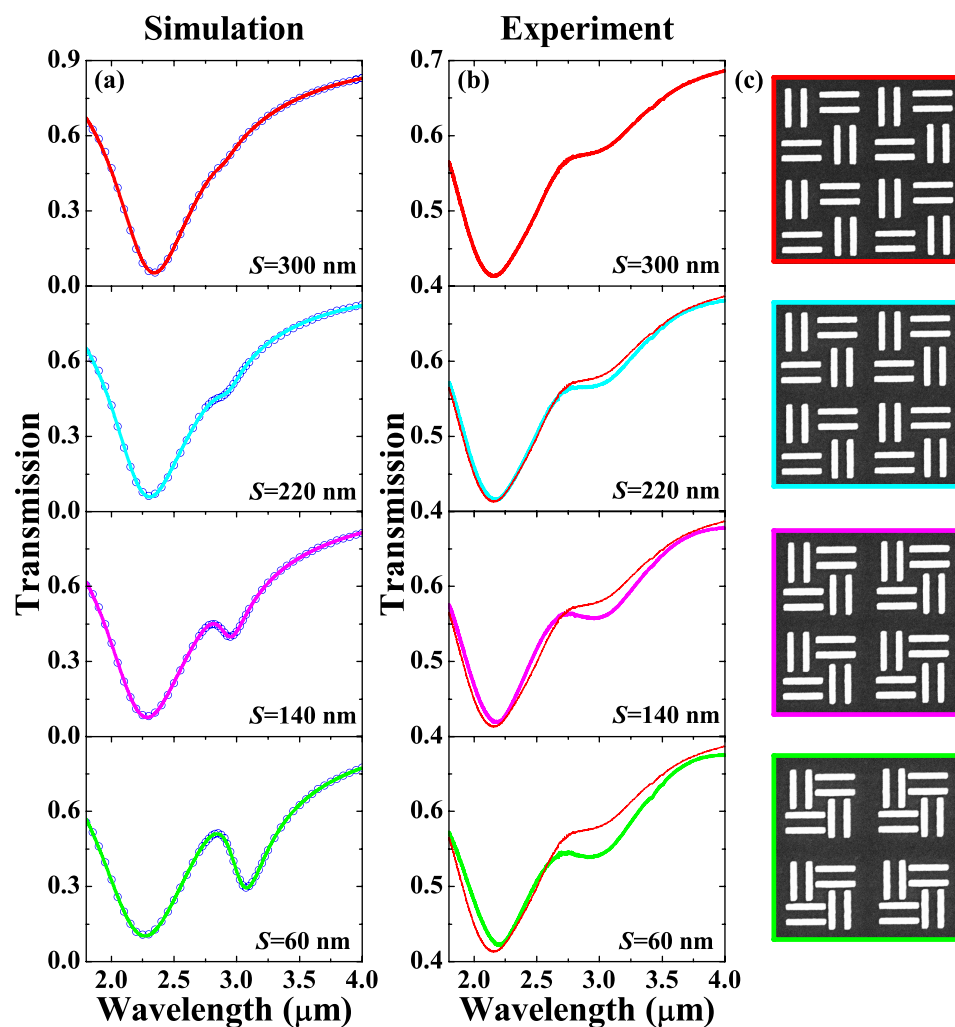 Simulation
Experiment
(a)
(b)
(c)
0.9
0.6
0.3
0.0
0.6
0.3
0.0
0.6
0.3
0.0
0.6
0.3
0.0
0.7
0.6
0.5
0.4
0.6
0.5
0.4
0.6
0.5
0.4
0.6
0.5
0.4
S=300 nm
S=300 nm
S=220 nm
S=220 nm
S=140 nm
S=140 nm
S=60 nm
S=60 nm
Transmission
Transmission
2.0 2.5 3.0 3.5 4.0
2.0 2.5 3.0 3.5 4.0
Wavelength (μm)
Wavelength (μm)